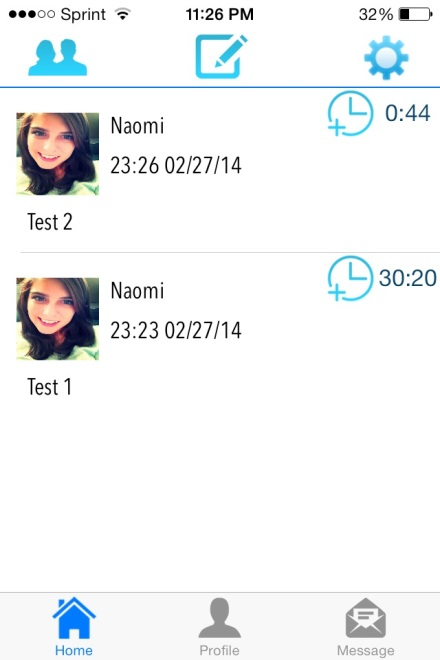 Sprint 11:26 PM 32%
0:44
Naomi
23:26 02/27/14
Test 2
30:20
Naomi
23:23 02/27/14
Test 1
Home Profile Message